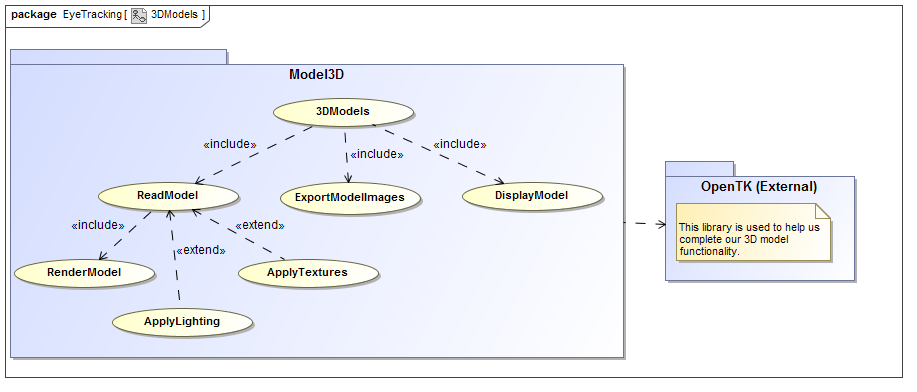 package EyeTracking [ 3DModels ]
Model3D
3DModels
«include»
«include»
«include»
ReadModel
ExportModelImages
DisplayModel
OpenTK (External)
This library is used to help us
complete our 3D model
functionality.
«include»
«extend»
«extend»
RenderModel
ApplyTextures
ApplyLighting